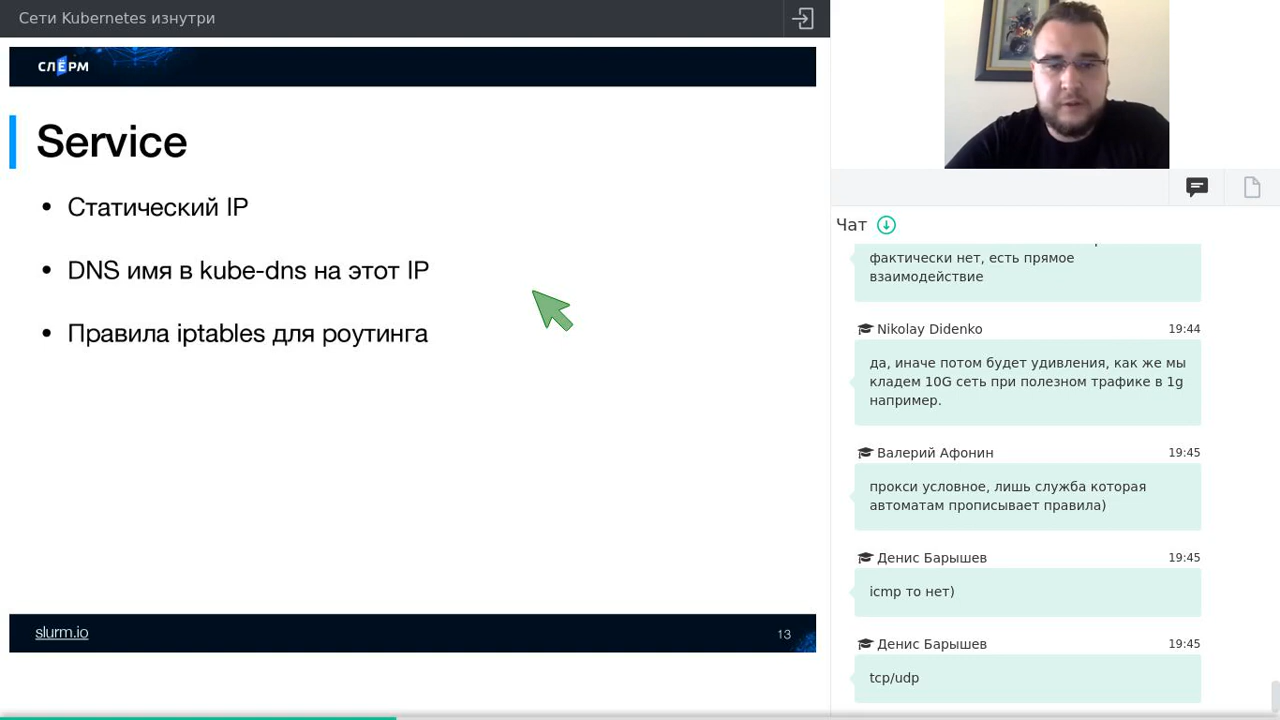 Сети Kubernetes изнутри
СЛЁРМ
Service
• Статический IP
• DNS имя в kube-dns на этот IP
• Правила iptables для роутинга
slurm.io
13
Чат
фактически нет, есть прямое
взаимодействие
Nikolay Didenko 19:44
да, иначе потом будет удивления, как же мы
кладем 10G сеть при полезном трафике в 1g
например.
Валерий Афонин 19:45
прокси условное, лишь служба которая
автоматам прописывает правила)
Денис Барышев 19:45
icmp то нет)
Денис Барышев 19:45
tcp/udp